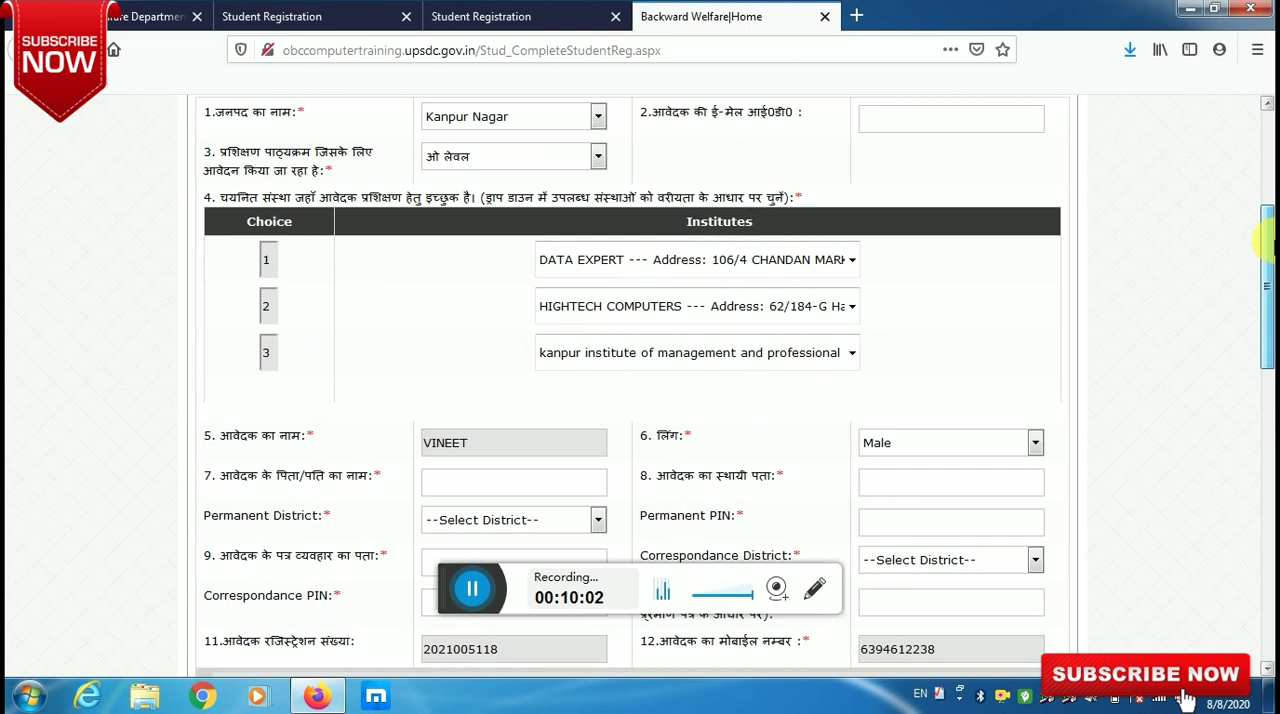 Student Registration
Student Registration
Backward Welfare|Home
SUBSCRIBE
NOW
obccomputertraining.upsdc.gov.in/Stud_CompleteStudentReg.aspx
1.जनपद का नाम:*
Kanpur Nagar
2.आवेदक की ई-मेल आई0डी0 :
3. प्रशिक्षण पाठ्यक्रम जिसके लिए
आवेदन किया जा रहा हे:*
ओ लेवल
4. चयनित संस्था जहाँ आवेदक प्रशिक्षण हेतु इच्छुक है। (ड्राप डाउन में उपलब्ध संस्थाओं को वरीयता के आधार पर चुनें):*
Choice
Institutes
1
DATA EXPERT --- Address: 106/4 CHANDAN
2
HIGHTECH COMPUTERS --- Address: 62/184-G
3
kanpur institute of management and professional
5. आवेदक का नाम:*
VINEET
6. लिंग:*
Male
7. आवेदक के पिता/पति का नाम:*
8. आवेदक का स्थायी पता:*
Permanent District:*
--Select District--
Permanent PIN:*
9. आवेदक के पत्र व्यवहार का पता:*
Correspondance District:*
--Select District--
Correspondance PIN:*
Recording...
00:10:02
प्रमाण पत्र के आधार पर):
11.आवेदक रजिस्ट्रेशन संख्या:
2021005118
12.आवेदक का मोबाईल नम्बर :*
6394612238
SUBSCRIBE NOW
EN
8/8/2020